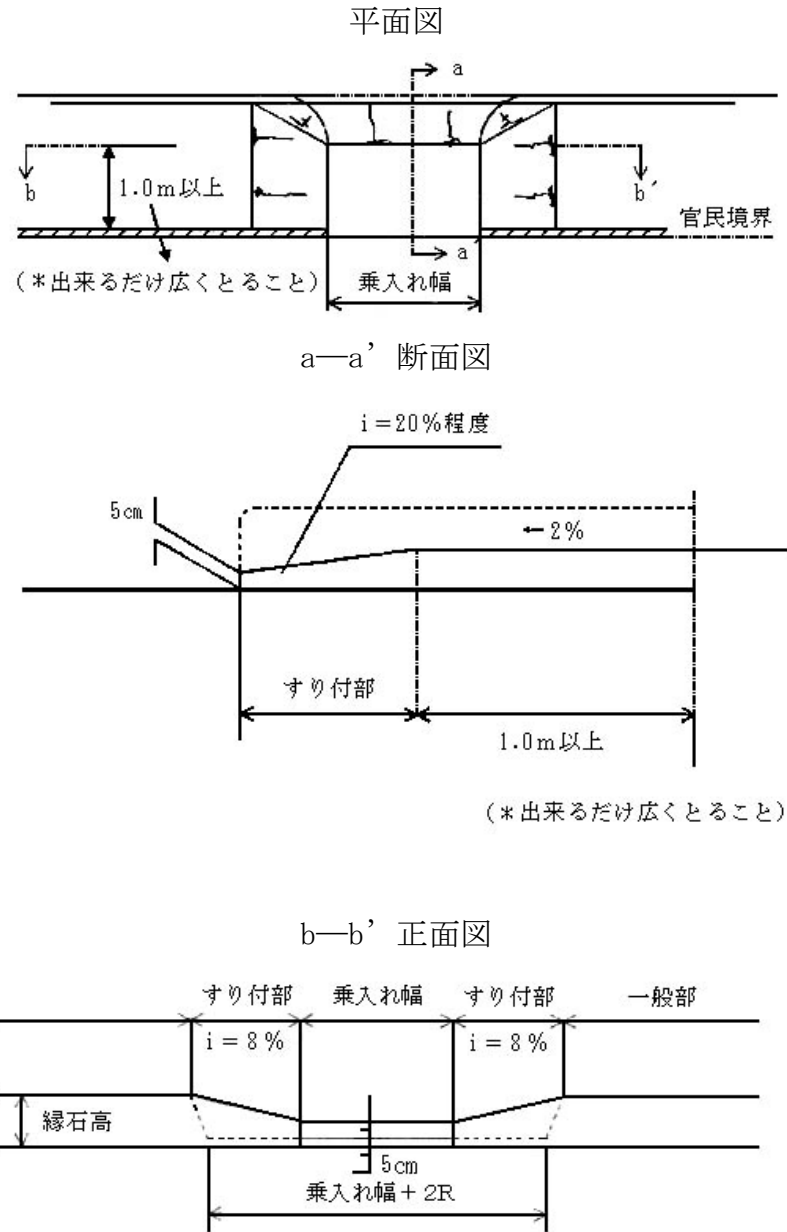 平面図
a
b
1.0m以上
b´
官民境界
(*出来るだけ広くとること)
a
乗入れ幅
a―a’断面図
i=20%程度
5cm
←2%
すり付部
1.0m以上
(*出来るだけ広くとること)
b―b’正面図
すり付部 乗入れ幅 すり付部 一般部
i=8% i=8%
縁石高
5cm
乗入れ幅+2R